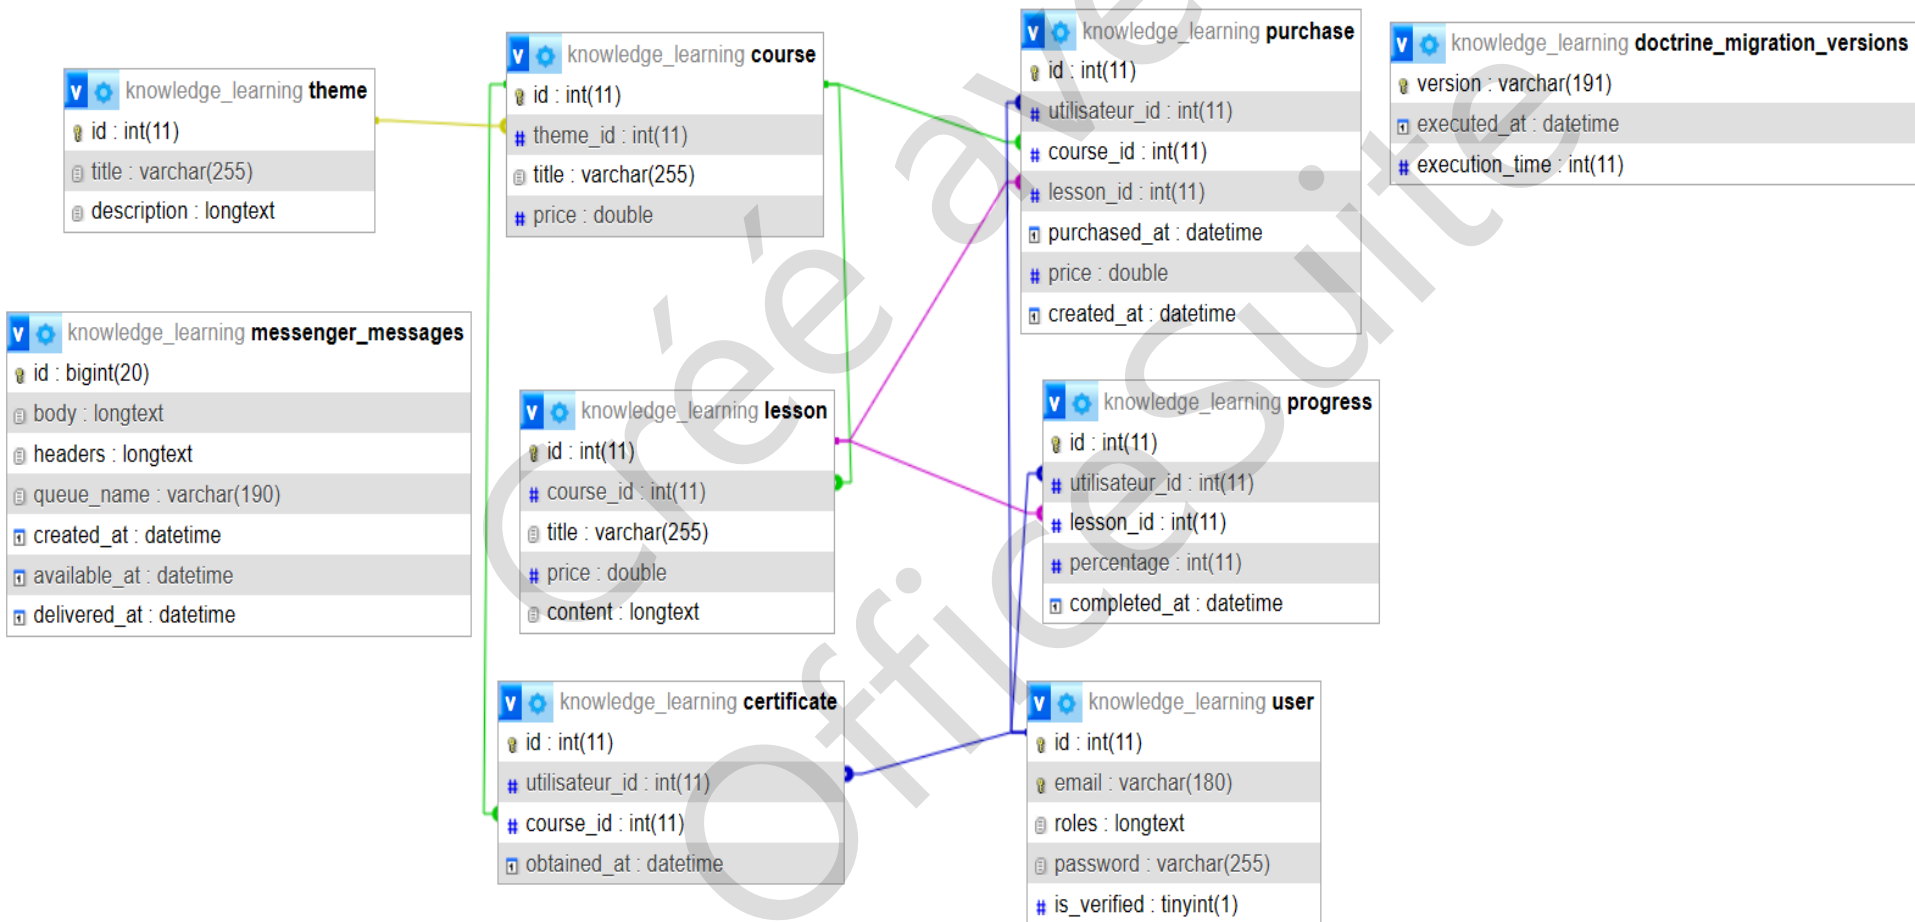 knowledge_learning theme
id : int(11)
title : varchar(255)
description : longtext
knowledge_learning course
id : int(11)
theme_id : int(11)
title : varchar(255)
price : double
knowledge_learning purchase
id : int(11)
utilisateur_id : int(11)
course_id : int(11)
lesson_id : int(11)
purchased_at : datetime
price : double
created_at : datetime
knowledge_learning doctrine_migration_versions
version : varchar(191)
executed_at : datetime
execution_time : int(11)
knowledge_learning messenger_messages
id : bigint(20)
body : longtext
headers : longtext
queue_name : varchar(190)
created_at : datetime
available_at : datetime
delivered_at : datetime
knowledge_learning lesson
id : int(11)
course_id : int(11)
title : varchar(255)
price : double
content : longtext
knowledge_learning progress
id : int(11)
utilisateur_id : int(11)
lesson_id : int(11)
percentage : int(11)
completed_at : datetime
knowledge_learning certificate
id : int(11)
utilisateur_id : int(11)
course_id : int(11)
obtained_at : datetime
knowledge_learning user
id : int(11)
email : varchar(180)
roles : longtext
password : varchar(255)
is_verified : tinyint(1)
Créé ave
OfficeSuite